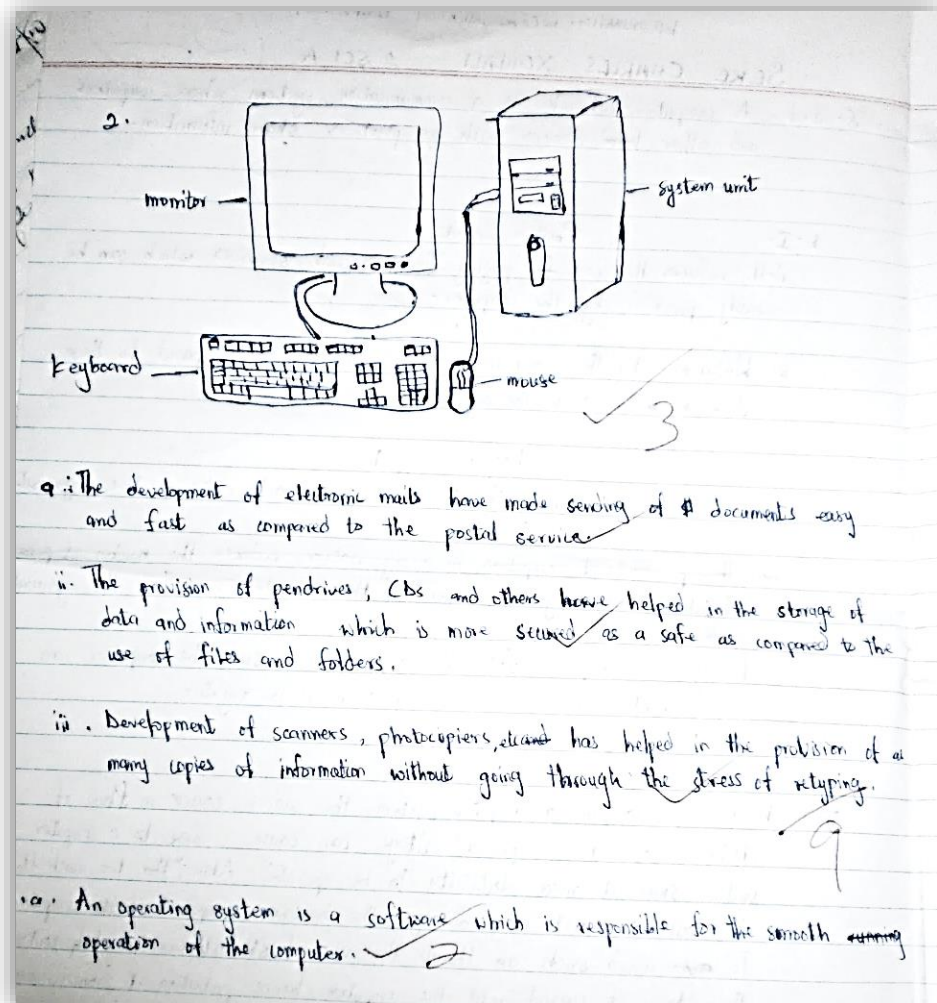 2.
monitor
system unit
keyboard
mouse
3
a.i The development of electronic mails have made sending of documents easy
and fast as compared to the postal service
ii. The provision of pendrives, CDs and others have helped in the storage of
data and information which is more secured as a safe as compared to the
use of files and folders.
iii. Development of scanners, photocopiers, etc has helped in the provision of as
many copies of information without going through the stress of retyping.
9
a. An operating system is a software which is responsible for the smooth running
operation of the computer.
2